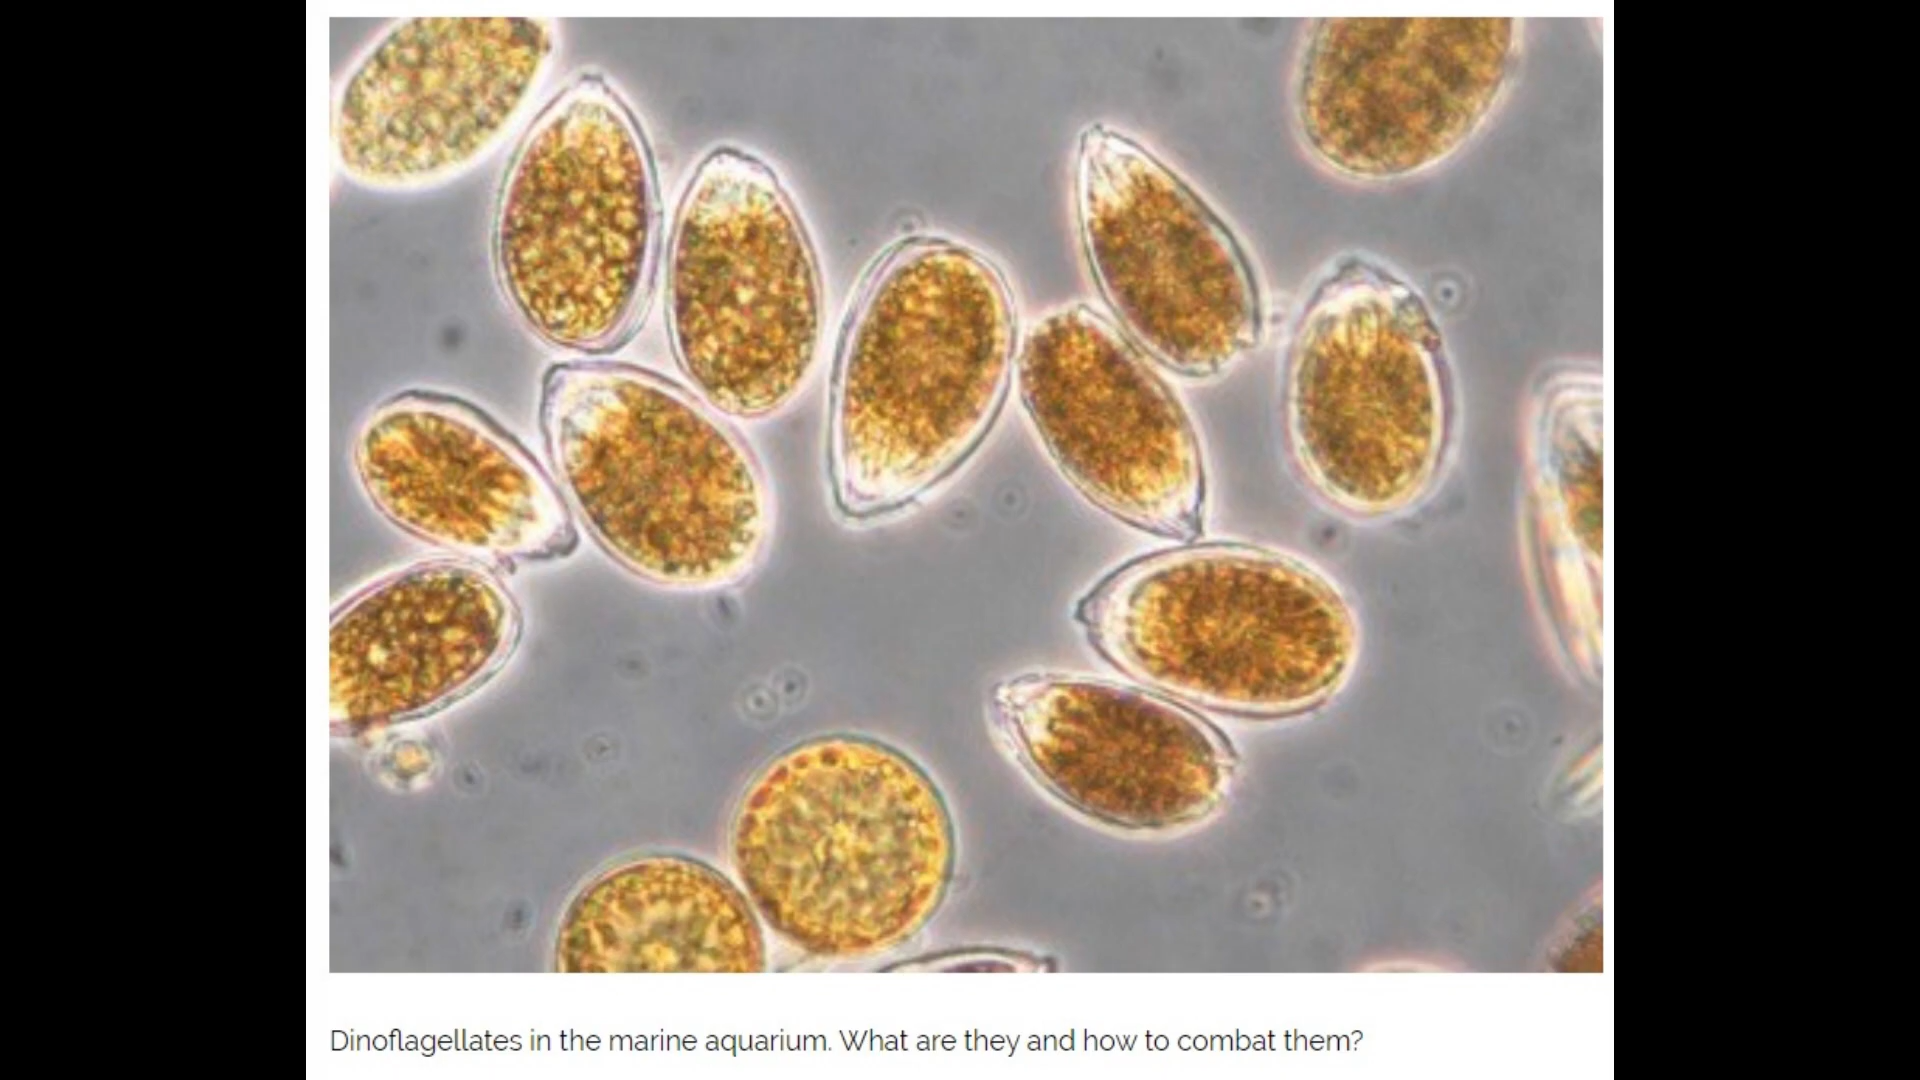 Dinoflagellates in the marine aquarium. What are they and how to combat them?